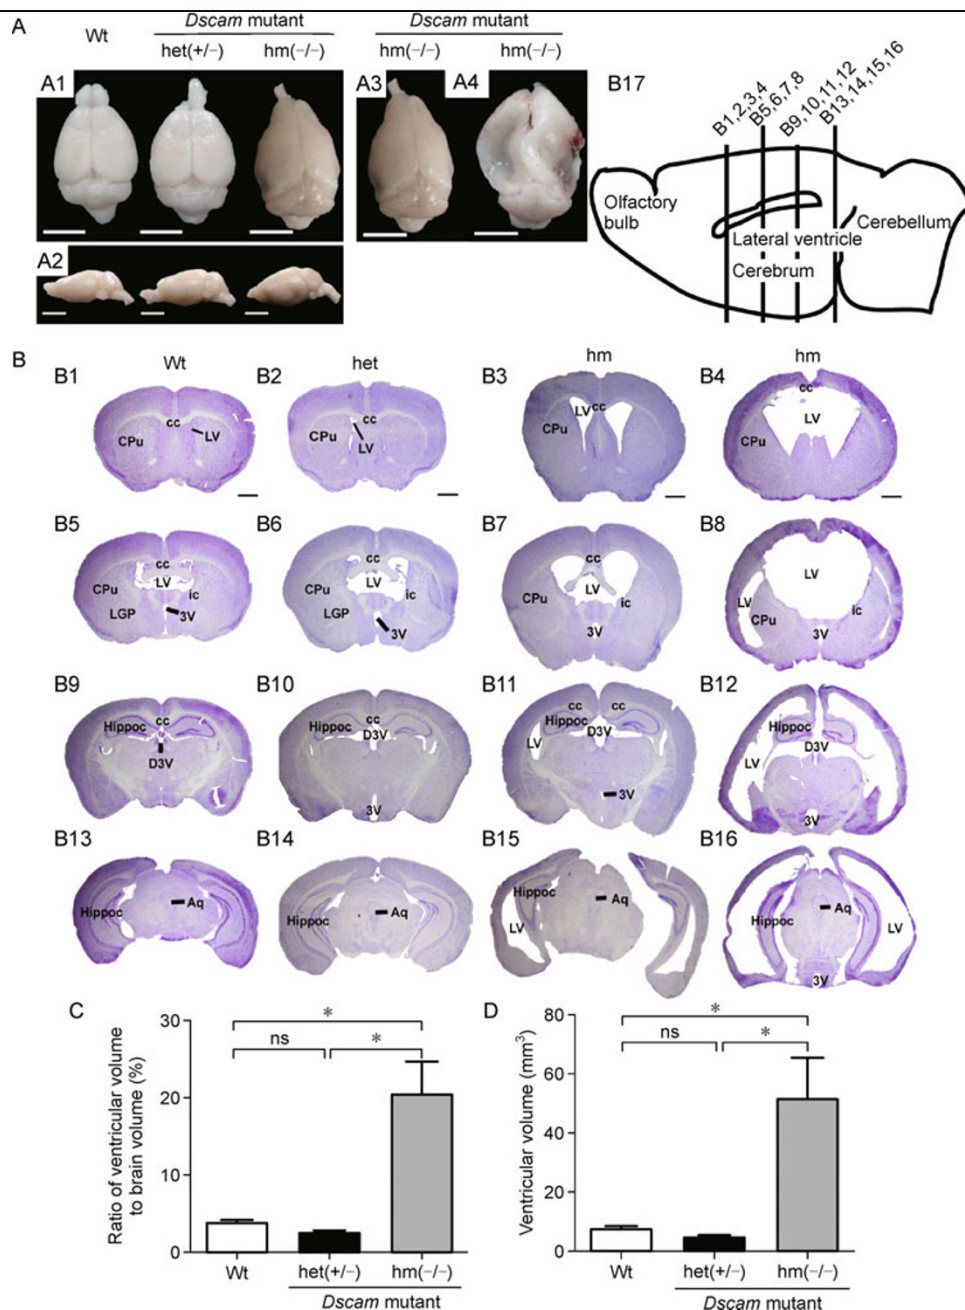 A
Wt
Dscam mutant
het(+/−) hm(−/−)
Dscam mutant
hm(−/−) hm(−/−)
A1
A3
A4
A2
B17
B1,2,3,4
B5,6,7,8
B9,10,11,12
B13,14,15,16
Olfactory
bulb
Lateral ventricle
Cerebrum
Cerebellum
B
Wt
het
hm
hm
B1
cc
CPu
LV
B2
cc
CPu
LV
B3
LV
cc
CPu
B4
cc
LV
CPu
B5
cc
LV
CPu
ic
LGP
3V
B6
cc
LV
CPu
ic
LGP
3V
B7
cc
LV
CPu
ic
3V
B8
LV
LV
CPu
ic
3V
B9
cc
Hippoc
D3V
B10
Hippoc
cc
D3V
3V
B11
cc
cc
Hippoc
D3V
LV
3V
B12
Hippoc
D3V
LV
3V
B13
Aq
Hippoc
B14
Aq
Hippoc
B15
Hippoc
Aq
LV
B16
Aq
Hippoc
LV
3V
C
Ratio of ventricular volume
to brain volume (%)
30
20
10
0
*
ns
*
Wt
het(+/−)
hm(−/−)
Dscam mutant
D
Ventricular volume (mm³)
80
60
40
20
0
*
ns
*
Wt
het(+/−)
hm(−/−)
Dscam mutant